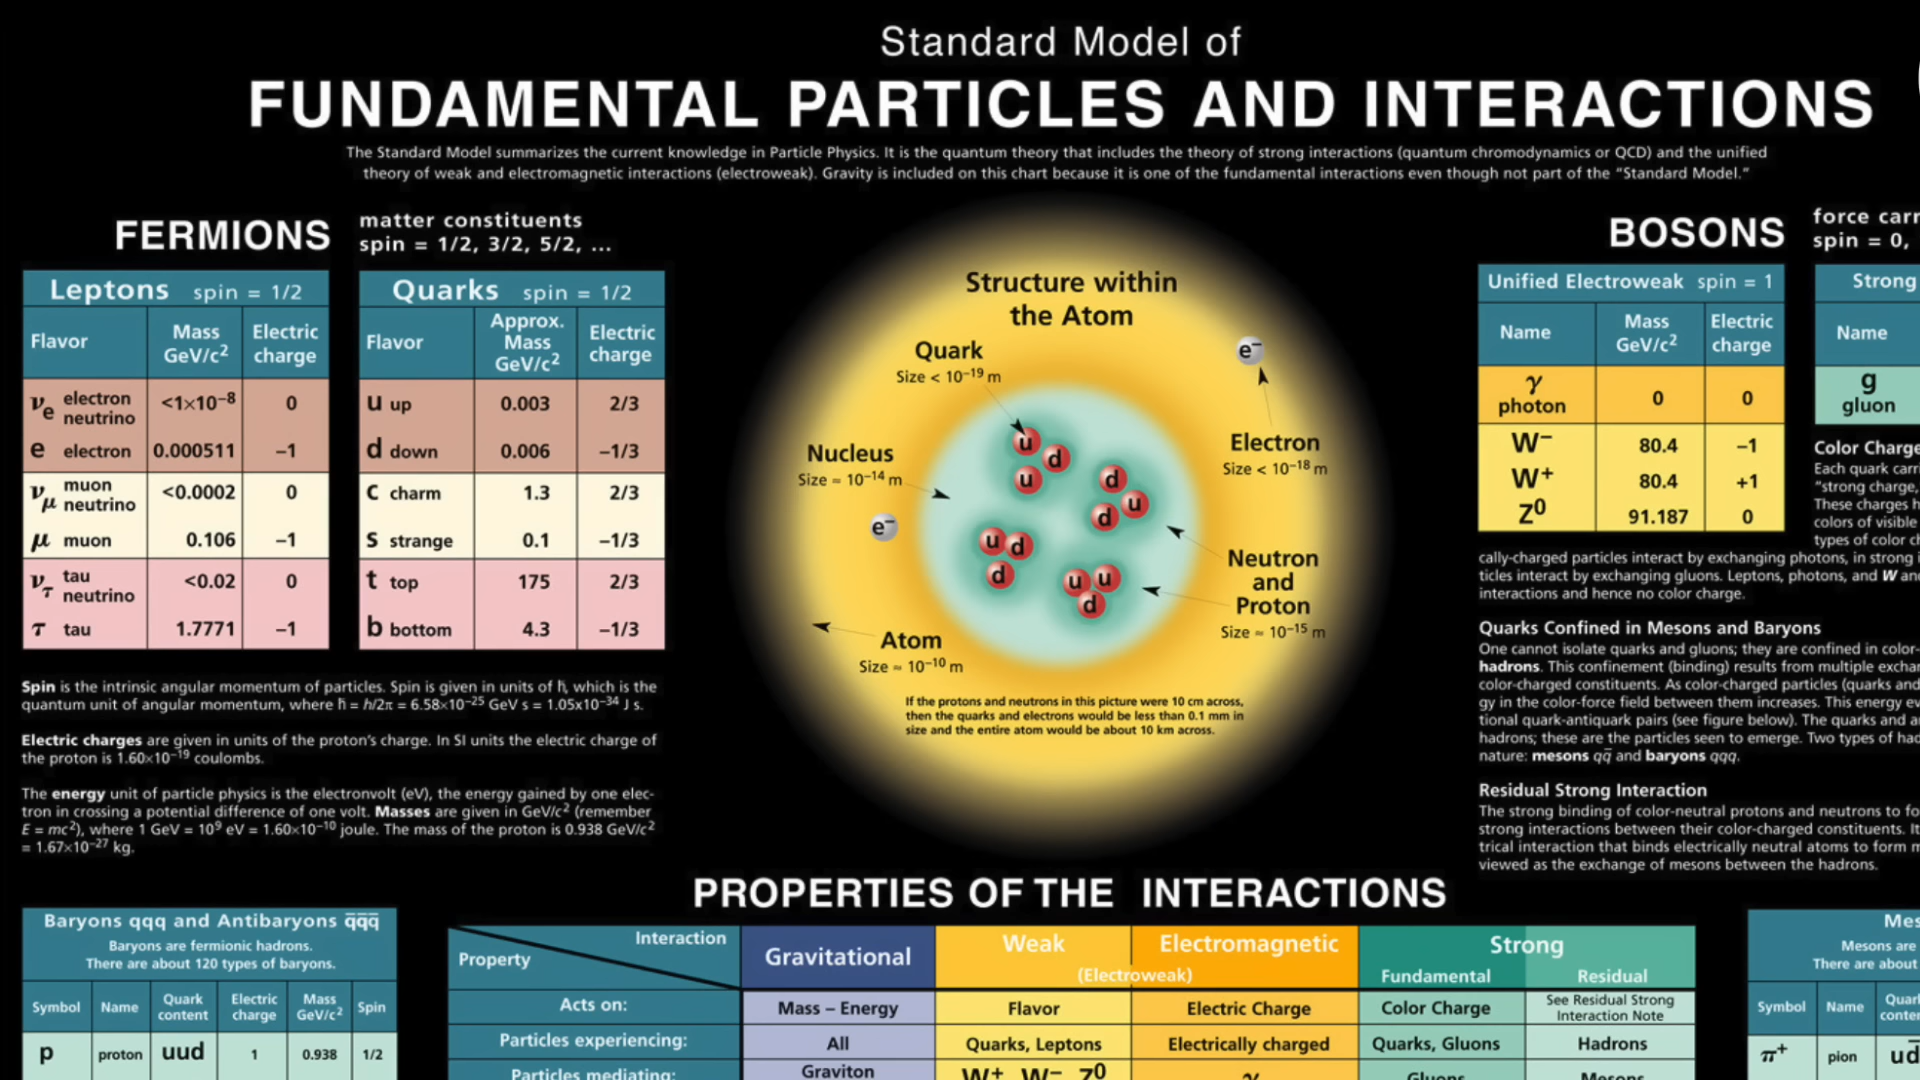 Standard Model of
FUNDAMENTAL PARTICLES AND INTERACTIONS
The Standard Model summarizes the current knowledge in Particle Physics. It is the quantum theory that includes the theory of strong interactions (quantum chromodynamics or QCD) and the unified
theory of weak and electromagnetic interactions (electroweak). Gravity is included on this chart because it is one of the fundamental interactions even though not part of the “Standard Model.”
FERMIONS
matter constituents
spin = 1/2, 3/2, 5/2, ...
Leptons spin = 1/2
Flavor Mass GeV/c² Electric charge
νe electron neutrino <1×10⁻⁸ 0
e electron 0.000511 –1
νμ muon neutrino <0.0002 0
μ muon 0.106 –1
ντ tau neutrino <0.02 0
τ tau 1.7771 –1
Quarks spin = 1/2
Flavor Approx. Mass GeV/c² Electric charge
u up 0.003 2/3
d down 0.006 –1/3
c charm 1.3 2/3
s strange 0.1 –1/3
t top 175 2/3
b bottom 4.3 –1/3
Spin is the intrinsic angular momentum of particles. Spin is given in units of ħ, which is the
quantum unit of angular momentum, where ħ = h/2π = 6.58×10⁻²⁵ GeV s = 1.05x10⁻³⁴ J s.
Electric charges are given in units of the proton’s charge. In SI units the electric charge of
the proton is 1.60×10⁻¹⁹ coulombs.
The energy unit of particle physics is the electronvolt (eV), the energy gained by one elec-
tron in crossing a potential difference of one volt. Masses are given in GeV/c² (remember
E = mc²), where 1 GeV = 10⁹ eV = 1.60×10⁻¹⁰ joule. The mass of the proton is 0.938 GeV/c²
= 1.67×10⁻²⁷ kg.
Structure within
the Atom
Quark
Size < 10⁻¹⁹ m
e⁻
Nucleus
Size ≈ 10⁻¹⁴ m
Electron
Size < 10⁻¹⁸ m
u d
u
d
u
d
e⁻
u d
d
u u
d
Neutron
and
Proton
Size ≈ 10⁻¹⁵ m
Atom
Size ≈ 10⁻¹⁰ m
If the protons and neutrons in this picture were 10 cm across,
then the quarks and electrons would be less than 0.1 mm in
size and the entire atom would be about 10 km across.
BOSONS
force carr
spin = 0,
Unified Electroweak spin = 1
Name Mass GeV/c² Electric charge
γ photon 0 0
W⁻ 80.4 –1
W⁺ 80.4 +1
Z⁰ 91.187 0
Strong
Name
g
gluon
Color Charge
Each quark carri
“strong charge,
These charges h
colors of visible
types of color ch
cally-charged particles interact by exchanging photons, in strong i
ticles interact by exchanging gluons. Leptons, photons, and W an
interactions and hence no color charge.
Quarks Confined in Mesons and Baryons
One cannot isolate quarks and gluons; they are confined in color-
hadrons. This confinement (binding) results from multiple exchan
color-charged constituents. As color-charged particles (quarks and
gy in the color-force field between them increases. This energy ev
tional quark-antiquark pairs (see figure below). The quarks and an
hadrons; these are the particles seen to emerge. Two types of had
nature: mesons qq̄ and baryons qqq.
Residual Strong Interaction
The strong binding of color-neutral protons and neutrons to fo
strong interactions between their color-charged constituents. It
trical interaction that binds electrically neutral atoms to form m
viewed as the exchange of mesons between the hadrons.
PROPERTIES OF THE INTERACTIONS
Baryons qqq and Antibaryons q̄q̄q̄
Baryons are fermionic hadrons.
There are about 120 types of baryons.
Symbol Name Quark content Electric charge Mass GeV/c² Spin
p proton uud 1 0.938 1/2
Interaction
Property
Gravitational Weak Electromagnetic Strong
(Electroweak) Fundamental Residual
Acts on: Mass – Energy Flavor Electric Charge Color Charge See Residual Strong Interaction Note
Particles experiencing: All Quarks, Leptons Electrically charged Quarks, Gluons Hadrons
Particles mediating: Graviton W⁺ W⁻ Z⁰ γ Gluons Mesons
Mes
Mesons are
There are about
Symbol Name Quark conten
π⁺ pion ud̄